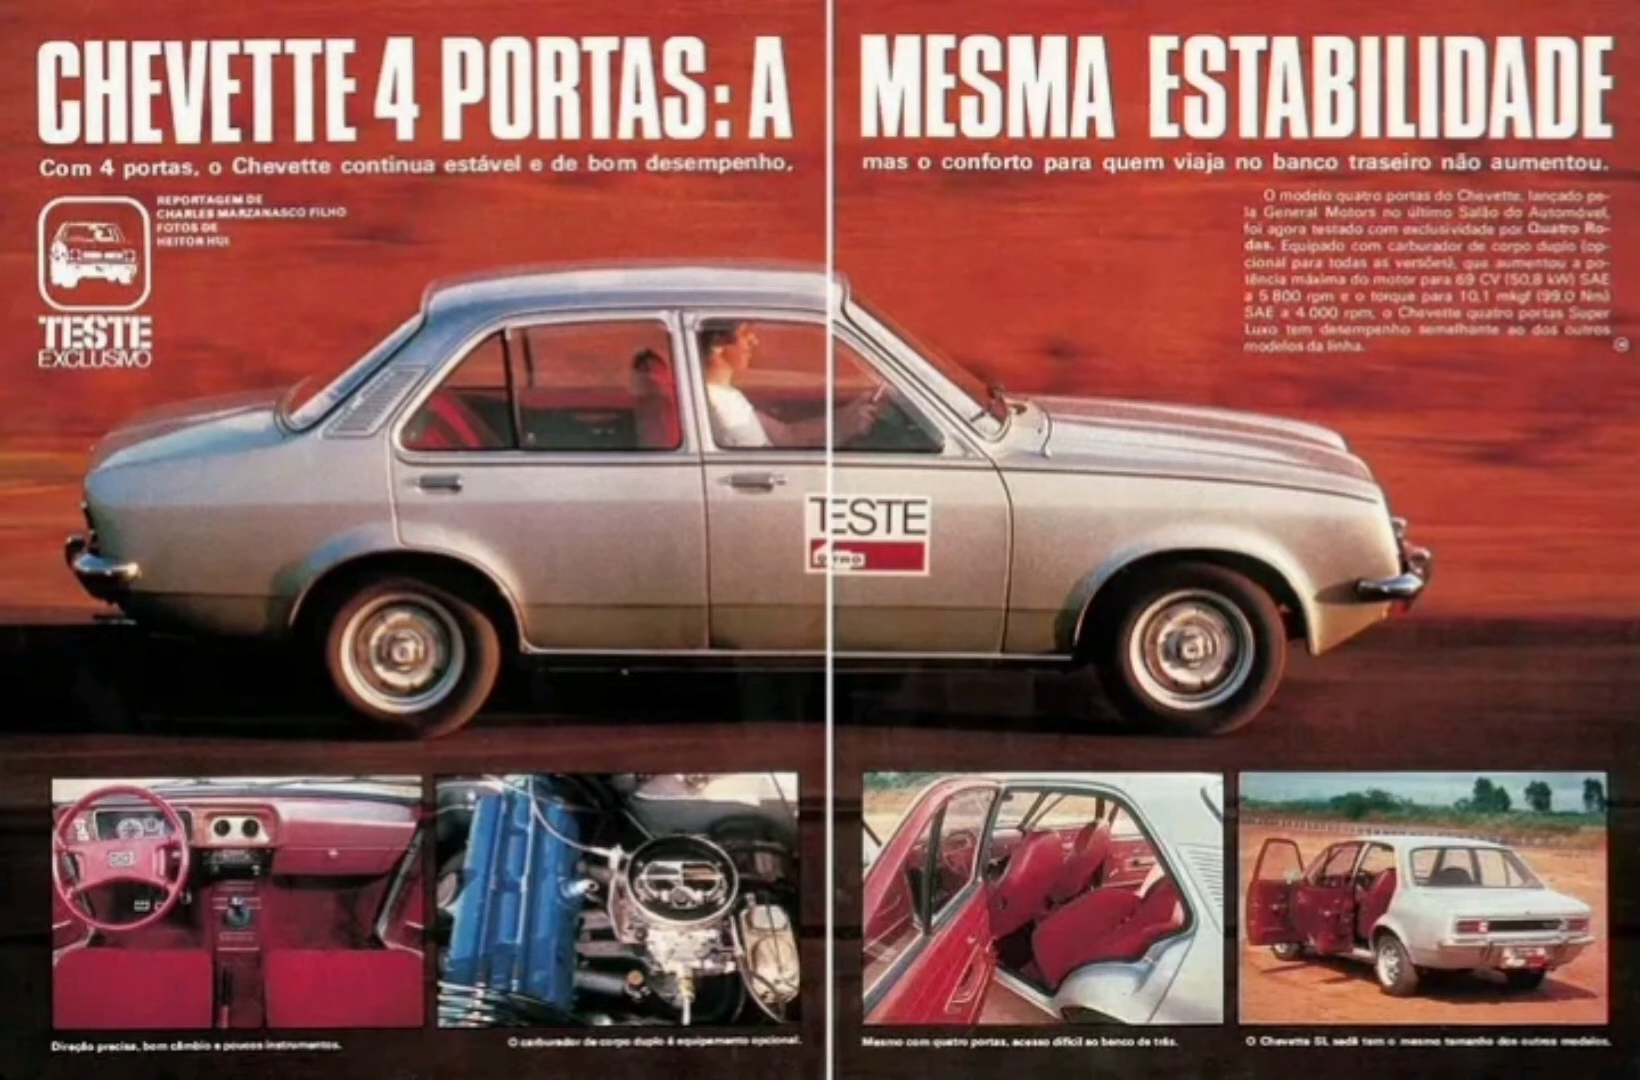 CHEVETTE 4 PORTAS: A MESMA ESTABILIDADE
Com 4 portas, o Chevette continua estável e de bom desempenho, mas o conforto para quem viaja no banco traseiro não aumentou.
REPORTAGEM DE
CHARLES MARZANASCO FILHO
FOTOS DE
HEITOR HUI
TESTE
EXCLUSIVO
O modelo quatro portas do Chevette, lançado pe-
la General Motors no último Salão do Automóvel,
foi agora testado com exclusividade por Quatro Ro-
das. Equipado com carburador de corpo duplo (op-
cional para todas as versões), que aumentou a po-
tência máxima do motor para 69 CV (50,8 kW) SAE
a 5 800 rpm e o torque para 10,1 mkgf (99,0 Nm)
SAE a 4 000 rpm, o Chevette quatro portas Super
Luxo tem desempenho semelhante ao dos outros
modelos da linha.
TESTE
Direção precisa, bom câmbio e poucos instrumentos.
O carburador de corpo duplo é equipamento opcional.
Mesmo com quatro portas, acesso difícil ao banco de trás.
O Chevette SL sedã tem o mesmo tamanho dos outros modelos.